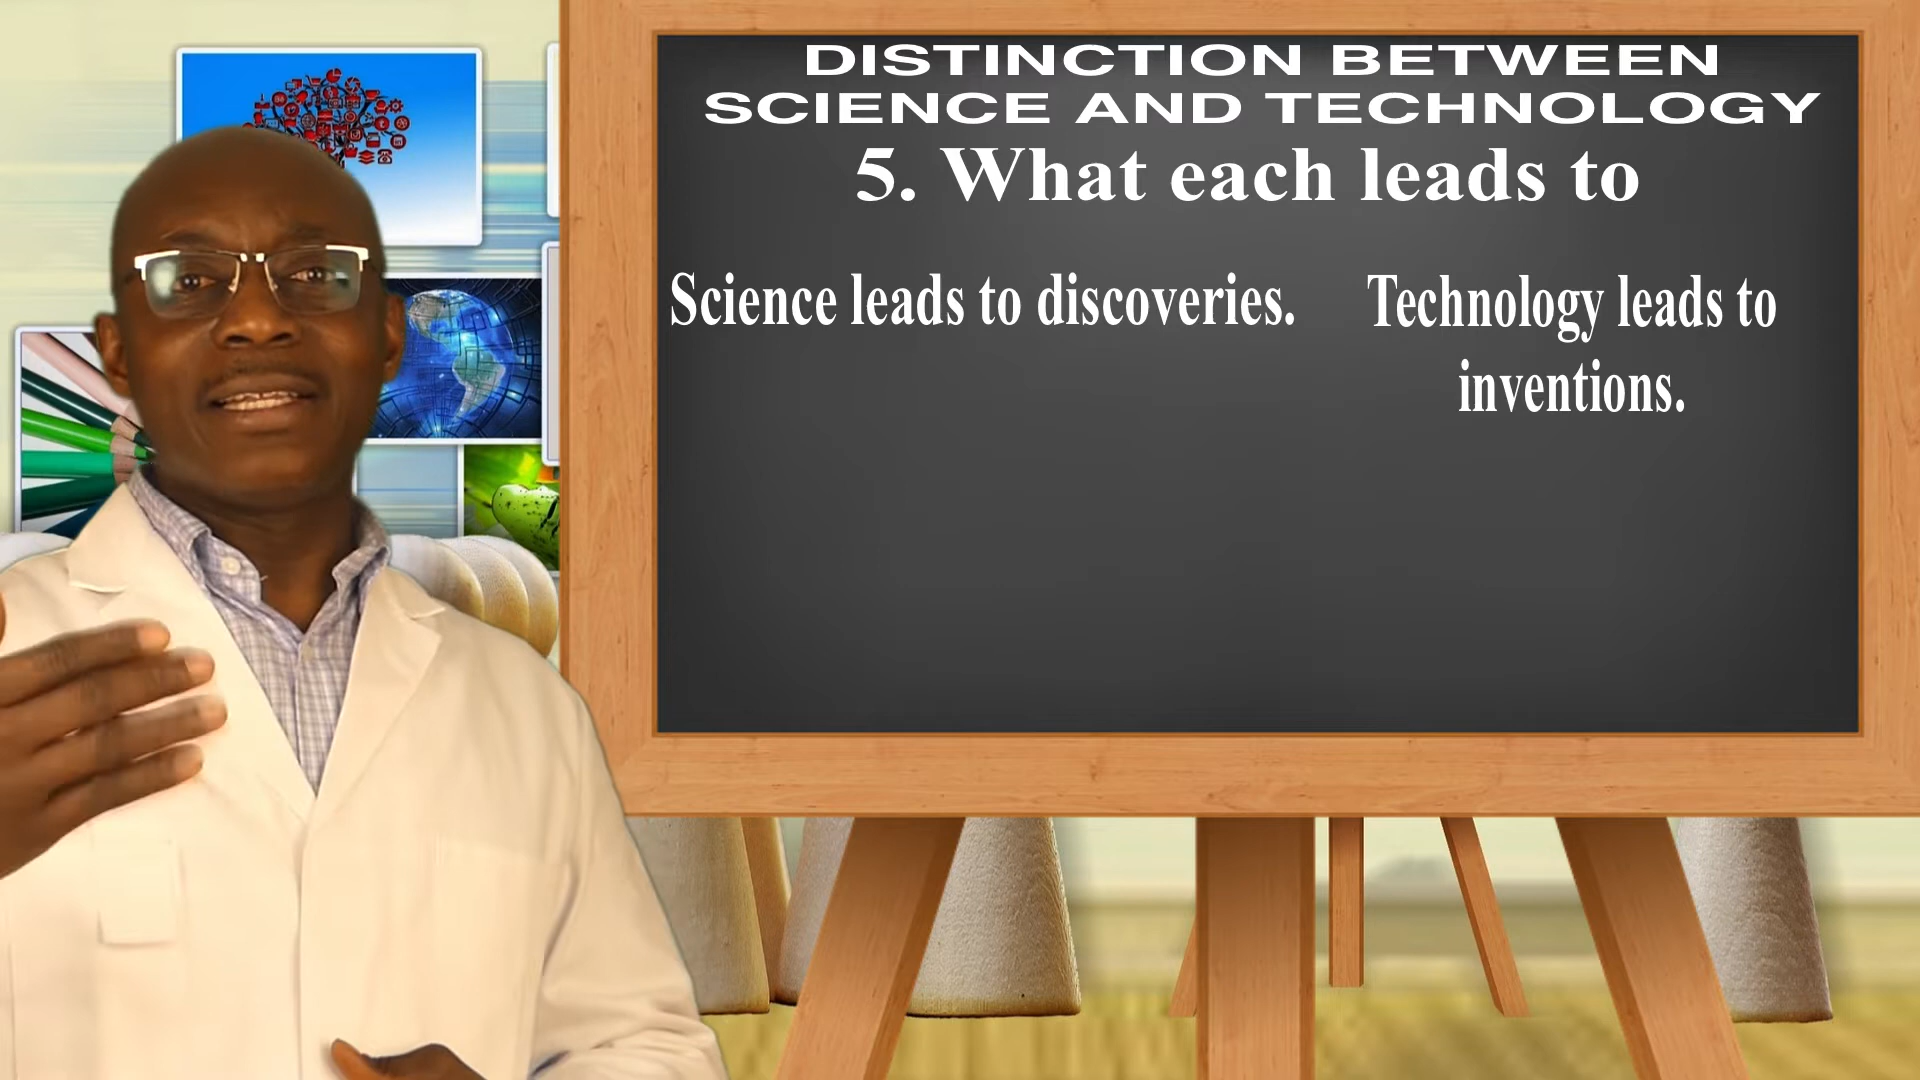 DISTINCTION BETWEEN
SCIENCE AND TECHNOLOGY
5. What each leads to
Science leads to discoveries.
Technology leads to
inventions.